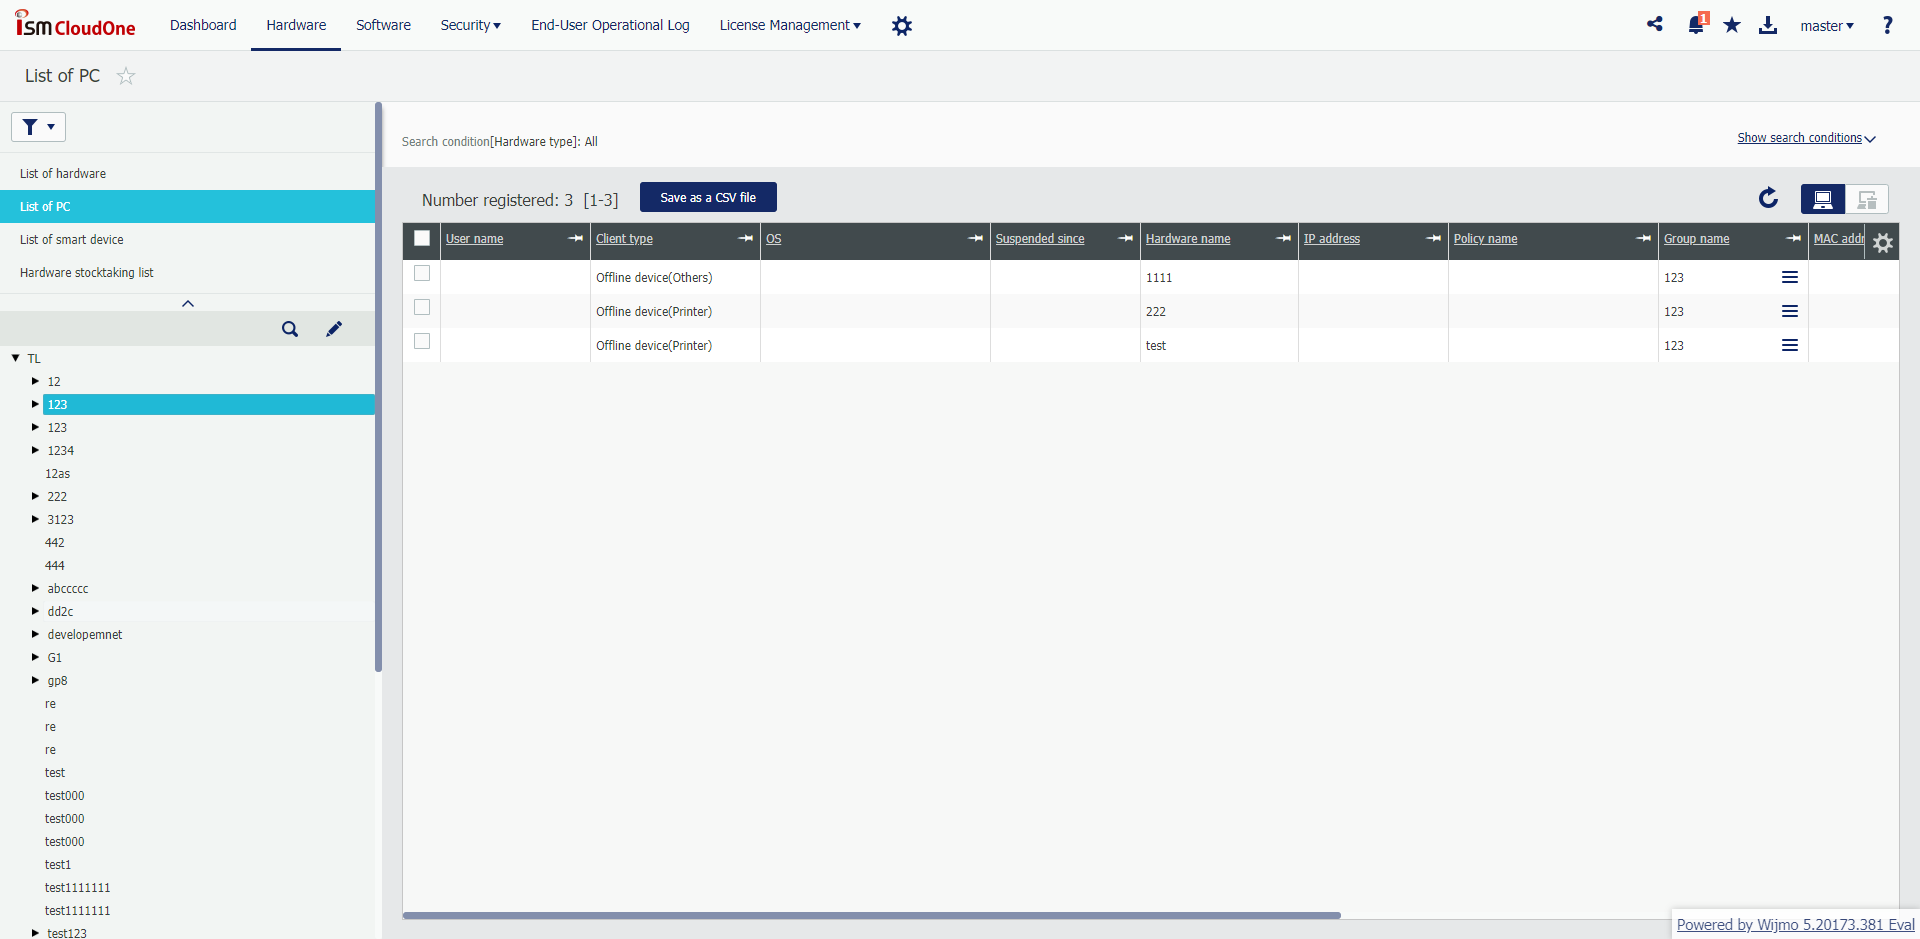 iSM CloudOne
Dashboard Hardware Software Security End-User Operational Log License Management 1 master ?
List of PC
Search condition[Hardware type]: All
Show search conditions
List of hardware
List of PC
List of smart device
Hardware stocktaking list
Number registered: 3 [1-3] Save as a CSV file
User name Client type OS Suspended since Hardware name IP address Policy name Group name MAC addr
Offline device(Others) 1111 123
Offline device(Printer) 222 123
Offline device(Printer) test 123
TL
12
123
123
1234
12as
222
3123
442
444
abccccc
dd2c
developemnet
G1
gp8
re
re
re
test
test000
test000
test000
test1
test1111111
test1111111
test123
Powered by Wijmo 5.20173.381 Eval